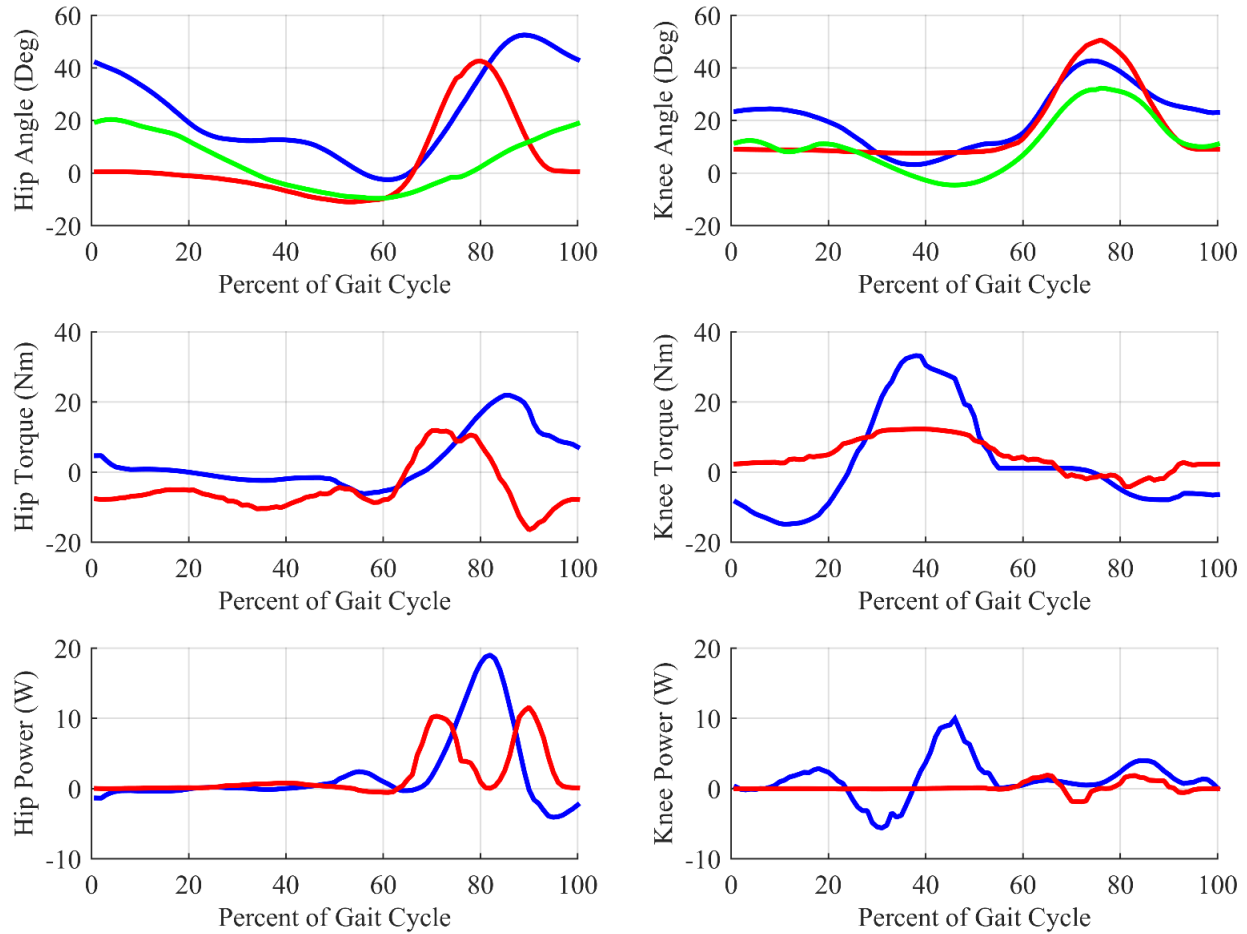 60
40
20
0
-20
Hip Angle (Deg)
0 20 40 60 80 100
Percent of Gait Cycle
60
40
20
0
-20
Knee Angle (Deg)
0 20 40 60 80 100
Percent of Gait Cycle
40
20
0
-20
Hip Torque (Nm)
0 20 40 60 80 100
Percent of Gait Cycle
40
20
0
-20
Knee Torque (Nm)
0 20 40 60 80 100
Percent of Gait Cycle
20
10
0
-10
Hip Power (W)
0 20 40 60 80 100
Percent of Gait Cycle
20
10
0
-10
Knee Power (W)
0 20 40 60 80 100
Percent of Gait Cycle